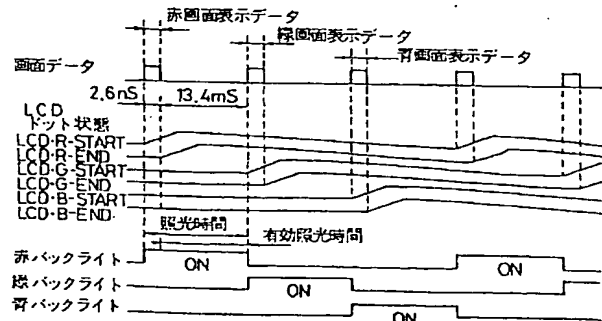 赤画面表示データ
緑画面表示データ
青画面表示データ
画面データ
2.6nS
13.4mS
LCD
ドット状態
LCD·R-START
LCD·R-END
LCD·G-START
LCD·G-END
LCD·B-START
LCD·B-END
照光時間
有効照光時間
赤バックライト
ON
ON
緑バックライト
ON
青バックライト
ON